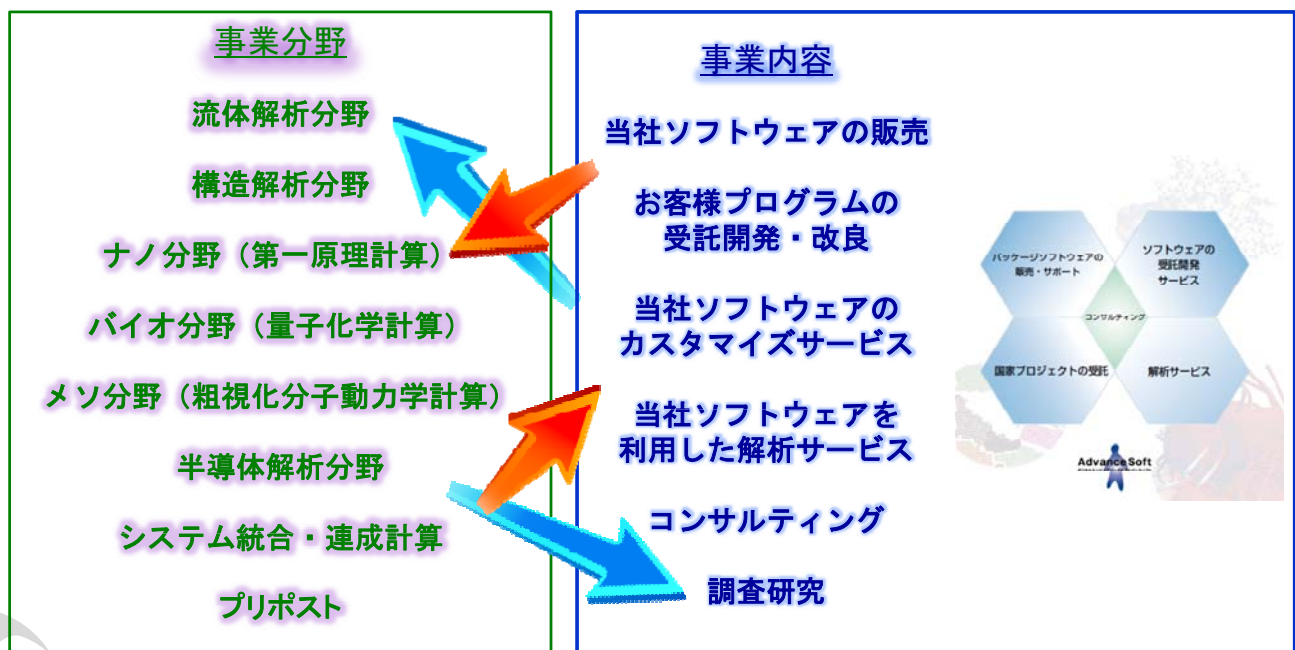 事業分野
流体解析分野
構造解析分野
ナノ分野（第一原理計算）
バイオ分野（量子化学計算）
メソ分野（粗視化分子動力学計算）
半導体解析分野
システム統合・連成計算
プリポスト
事業内容
当社ソフトウェアの販売
お客様プログラムの
受託開発・改良
当社ソフトウェアの
カスタマイズサービス
当社ソフトウェアを
利用した解析サービス
コンサルティング
調査研究
パッケージソフトウェアの
販売・サポート
ソフトウェアの
受託開発
サービス
コンサルティング
国家プロジェクトの受託
解析サービス
AdvanceSoft